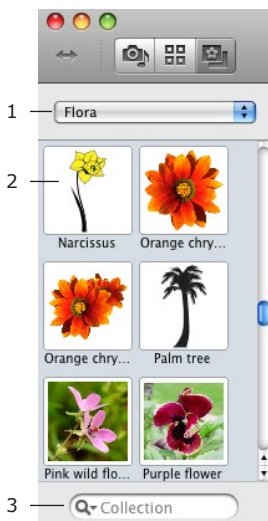 1
Flora
2
Narcissus
Orange chry...
Orange chry...
Palm tree
Pink wild flo...
Purple flower
3
Collection